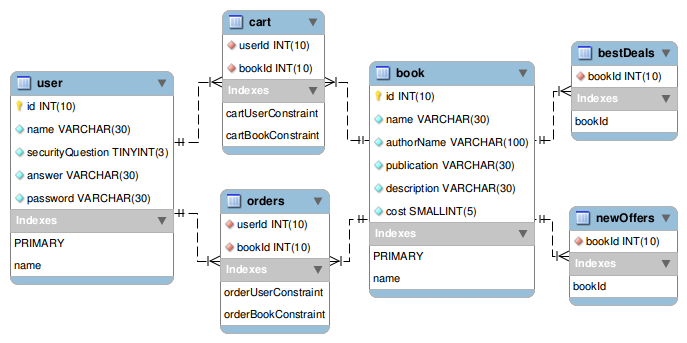 user
id INT(10)
name VARCHAR(30)
securityQuestion TINYINT(3)
answer VARCHAR(30)
password VARCHAR(30)
Indexes
PRIMARY
name
cart
userId INT(10)
bookId INT(10)
Indexes
cartUserConstraint
cartBookConstraint
orders
userId INT(10)
bookId INT(10)
Indexes
orderUserConstraint
orderBookConstraint
book
id INT(10)
name VARCHAR(30)
authorName VARCHAR(100)
publication VARCHAR(30)
description VARCHAR(30)
cost SMALLINT(5)
Indexes
PRIMARY
name
bestDeals
bookId INT(10)
Indexes
bookId
newOffers
bookId INT(10)
Indexes
bookId